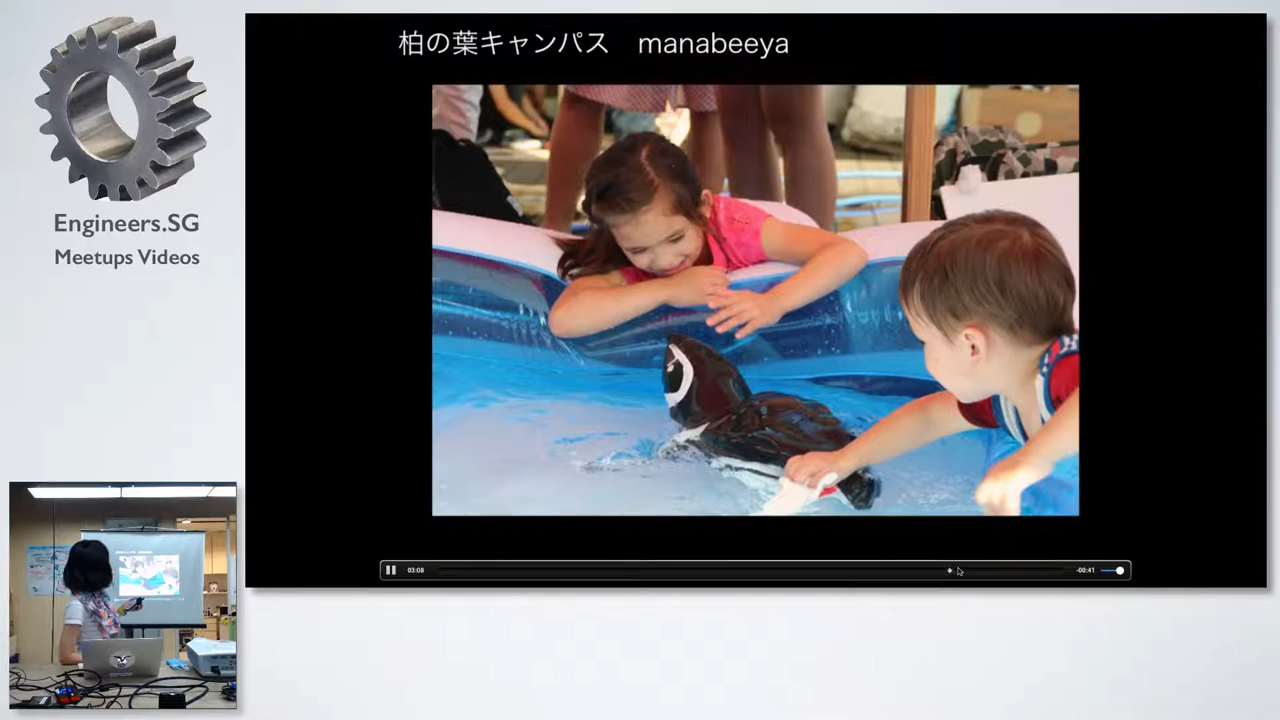 Engineers.SG
Meetups Videos
柏の葉キャンパス　manabeeya
03:08
-00:41